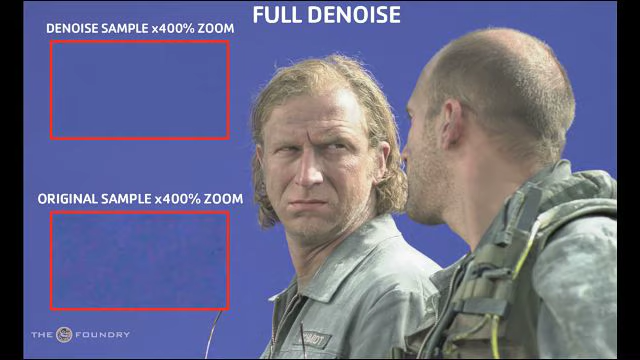 FULL DENOISE
DENOISE SAMPLE x400% ZOOM
ORIGINAL SAMPLE x400% ZOOM
THE FOUNDRY